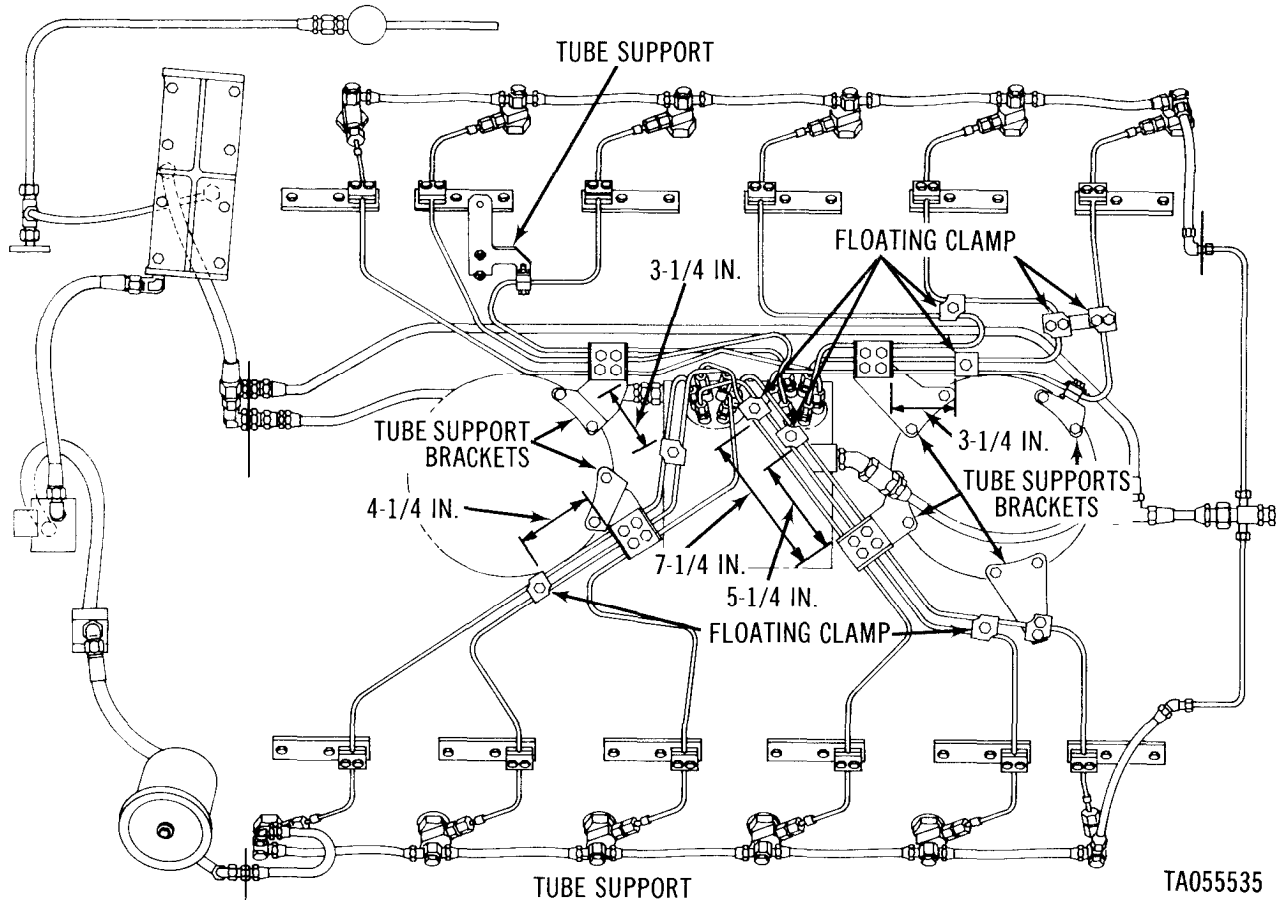 TUBE SUPPORT
FLOATING CLAMP
3-1/4 IN.
TUBE SUPPORT
BRACKETS
3-1/4 IN.
TUBE SUPPORTS
BRACKETS
4-1/4 IN.
7-1/4 IN.
5-1/4 IN.
FLOATING CLAMP
TUBE SUPPORT
TA055535